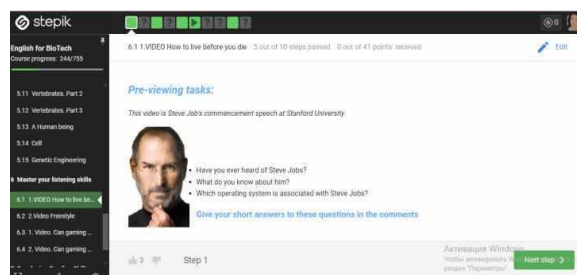 stepik
0
English for BioTech
Course progress: 244/755
6.1 1.VIDEO How to live before you die 5 out of 10 steps passed 0 out of 41 points received
Edit
5.11 Vertebrates. Part 2
5.12 Vertebrates. Part 3
5.13 A Human being
5.14 Cell
5.15 Genetic Engineering
6 Master your listening skills
6.1 1.VIDEO How to live be...
6.2 2.Video Freestyle
6.3 1. Video. Can gaming ...
6.4 2. Video. Can gaming ...
Pre-viewing tasks:
This video is Steve Job's commencement speech at Stanford University.
• Have you ever heard of Steve Jobs?
• What do you know about him?
• Which operating system is associated with Steve Jobs?
Give your short answers to these questions in the comments
3
Step 1
Активация Windows
Чтобы активировать
раздел "Параметры".
Next step